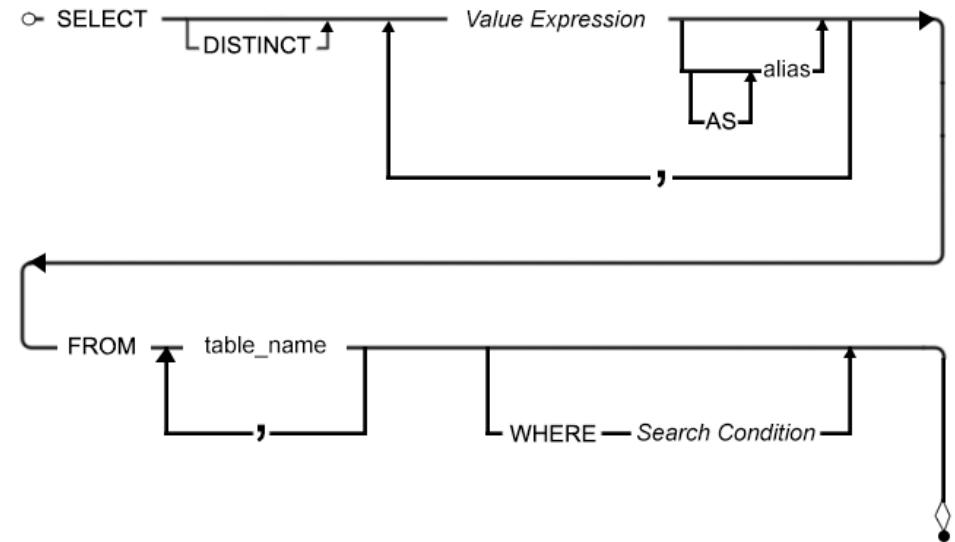 SELECT Value Expression
DISTINCT
alias
AS
,
FROM table_name
,
WHERE Search Condition